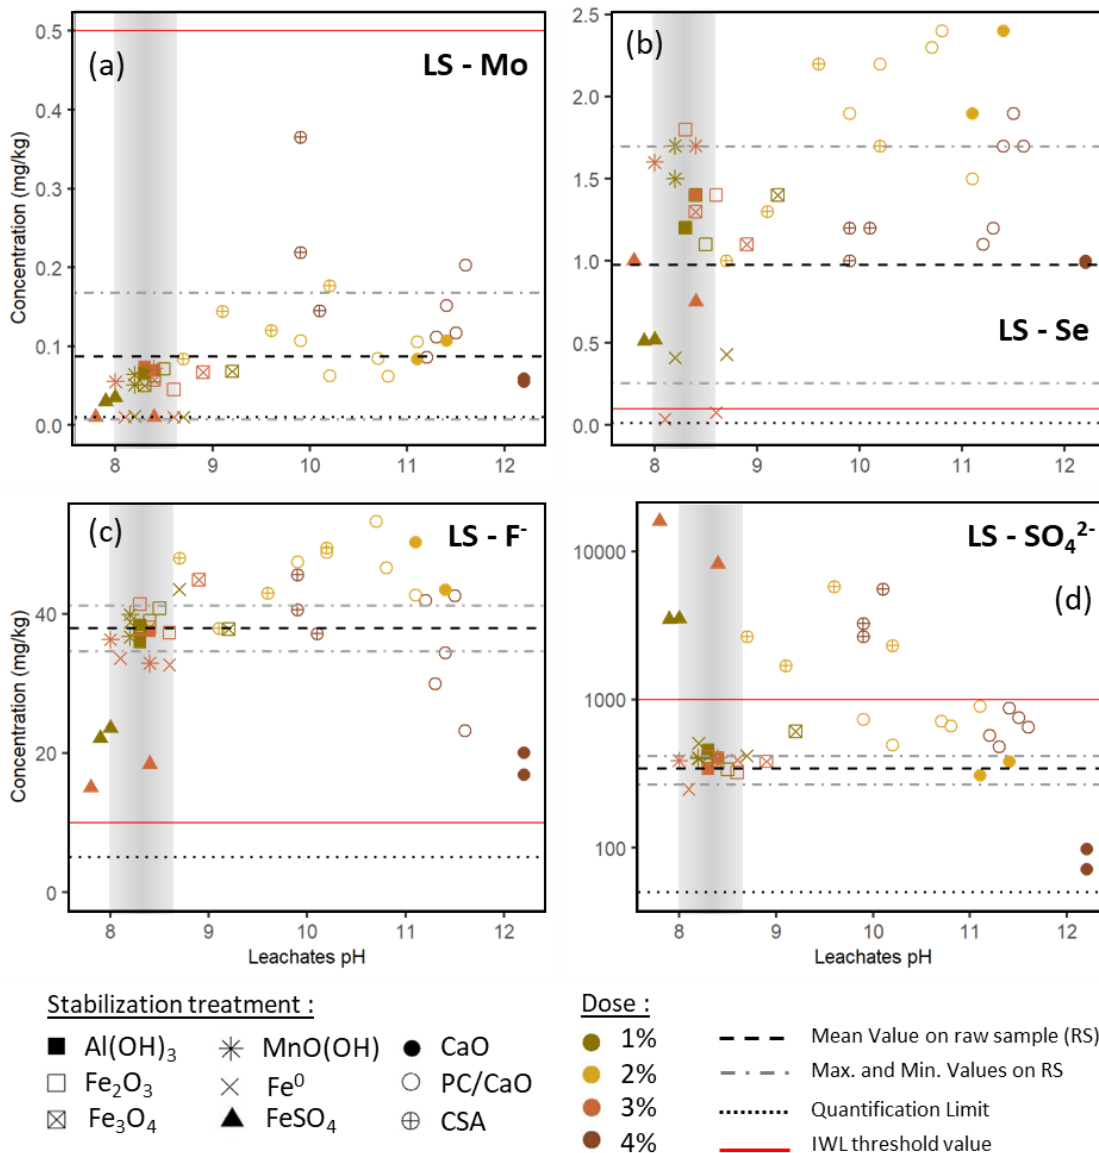 (a)
LS - Mo
Concentration (mg/kg)
0.5
0.4
0.3
0.2
0.1
0.0
8
9
10
11
12
(b)
LS - Se
2.5
2.0
1.5
1.0
0.5
0.0
8
9
10
11
12
(c)
LS - F⁻
Concentration (mg/kg)
40
20
0
8
9
10
11
12
Leachates pH
LS - SO₄²⁻
(d)
10000
1000
100
8
9
10
11
12
Leachates pH
Stabilization treatment :
Al(OH)₃
MnO(OH)
CaO
Fe₂O₃
Fe⁰
PC/CaO
Fe₃O₄
FeSO₄
CSA
Dose :
1%
2%
3%
4%
Mean Value on raw sample (RS)
Max. and Min. Values on RS
Quantification Limit
IWL threshold value